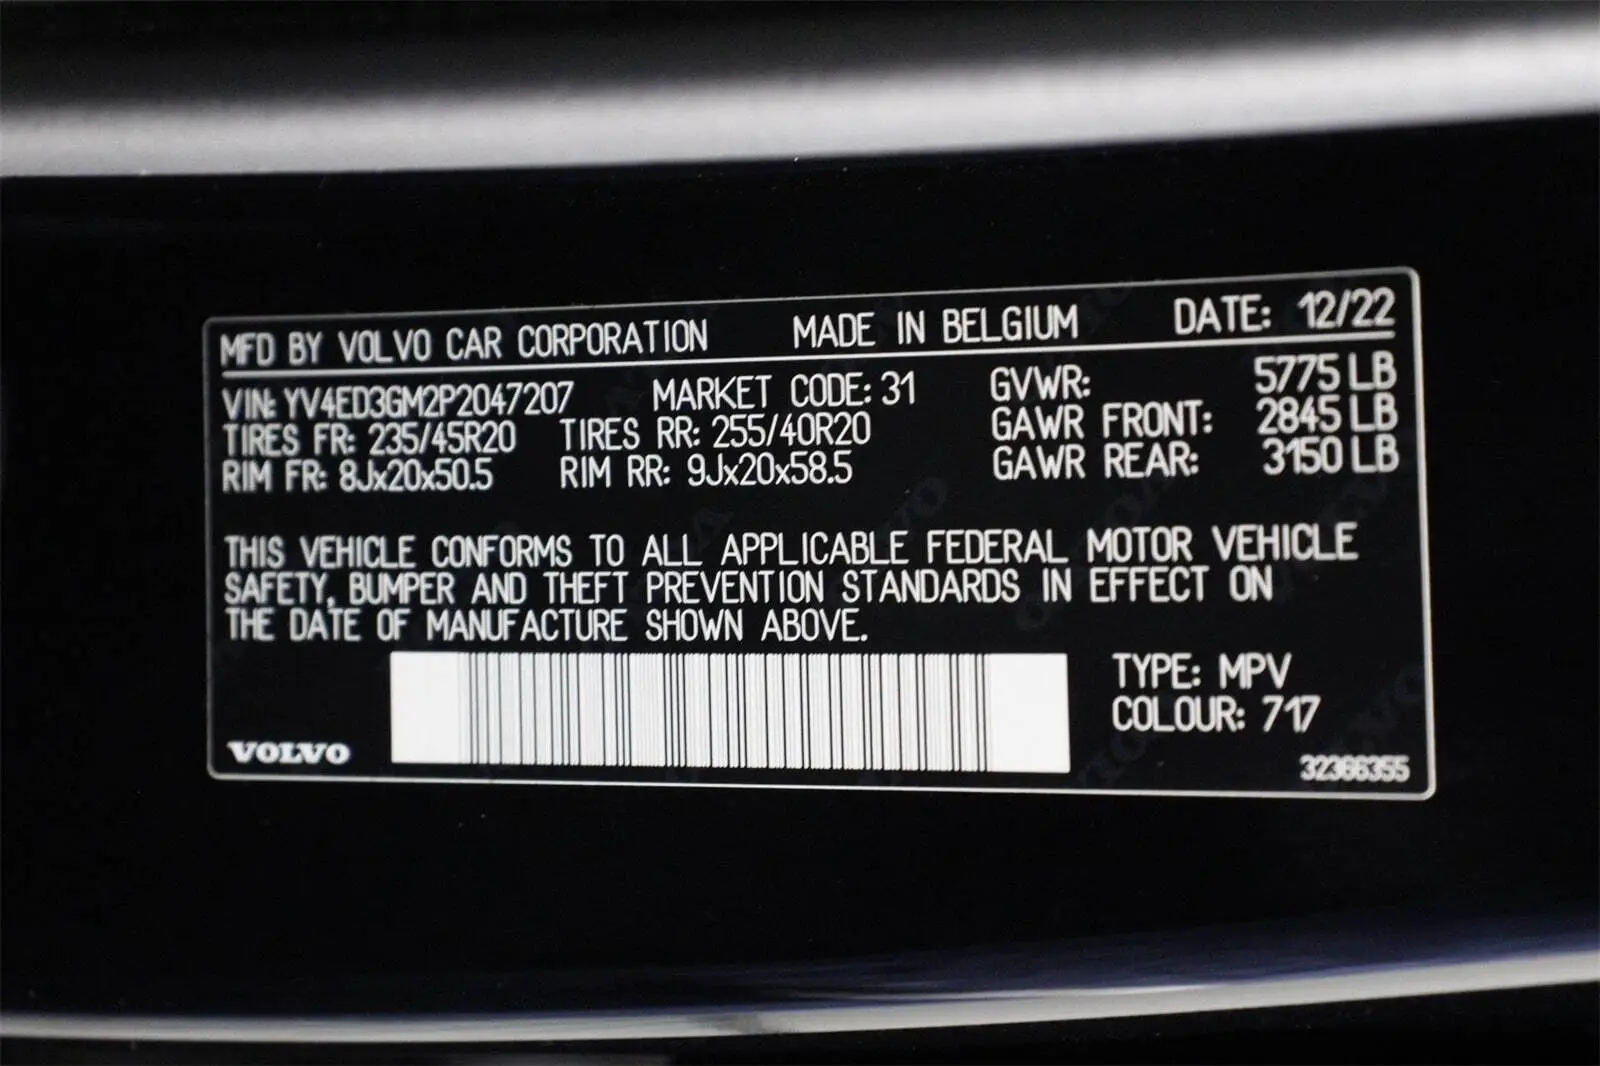 MFD BY VOLVO CAR CORPORATION MADE IN BELGIUM DATE: 12/22
VIN: YV4ED3GM2P2047207 MARKET CODE: 31 GVWR: 5775 LB
TIRES FR: 235/45R20 TIRES RR: 255/40R20 GAWR FRONT: 2845 LB
RIM FR: 8Jx20x50.5 RIM RR: 9Jx20x58.5 GAWR REAR: 3150 LB
THIS VEHICLE CONFORMS TO ALL APPLICABLE FEDERAL MOTOR VEHICLE
SAFETY, BUMPER AND THEFT PREVENTION STANDARDS IN EFFECT ON
THE DATE OF MANUFACTURE SHOWN ABOVE.
TYPE: MPV
COLOUR: 717
VOLVO
32366355